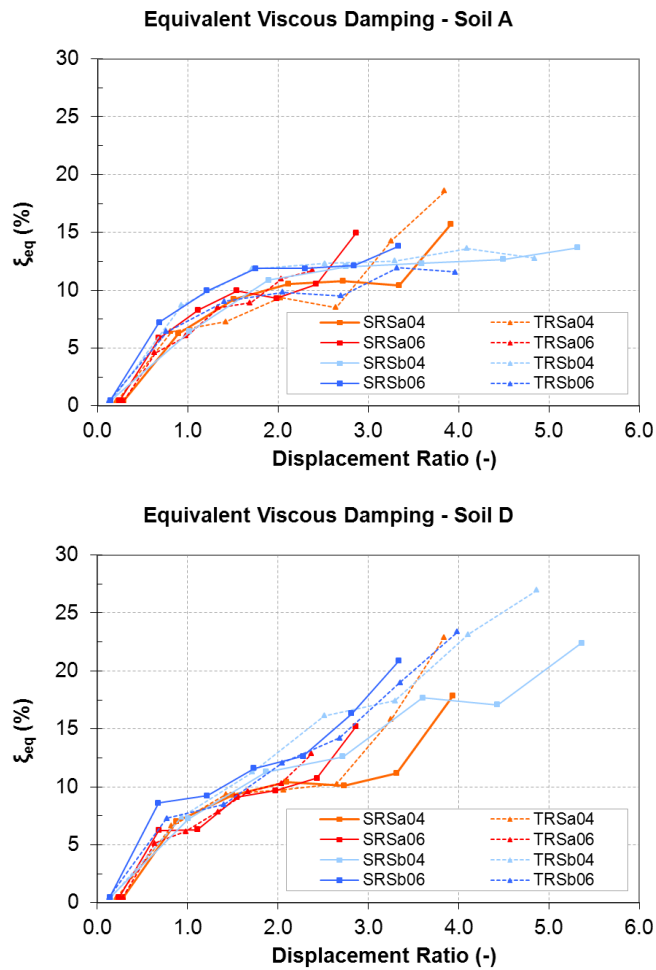 Equivalent Viscous Damping - Soil A
30
25
20
15
10
5
0
ξeq (%)
SRSa04 TRSa04
SRSa06 TRSa06
SRSb04 TRSb04
SRSb06 TRSb06
0.0 1.0 2.0 3.0 4.0 5.0 6.0
Displacement Ratio (-)
Equivalent Viscous Damping - Soil D
30
25
20
15
10
5
0
ξeq (%)
SRSa04 TRSa04
SRSa06 TRSa06
SRSb04 TRSb04
SRSb06 TRSb06
0.0 1.0 2.0 3.0 4.0 5.0 6.0
Displacement Ratio (-)